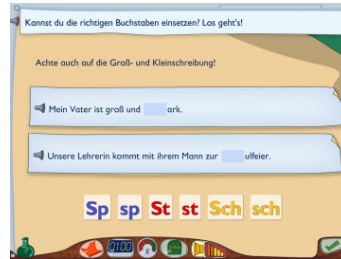 Kannst du die richtigen Buchstaben einsetzen? Los geht's!
Achte auch auf die Groß- und Kleinschreibung!
Mein Vater ist groß und ark.
Unsere Lehrerin kommt mit ihrem Mann zur ulfeier.
Sp sp St st Sch sch
0100